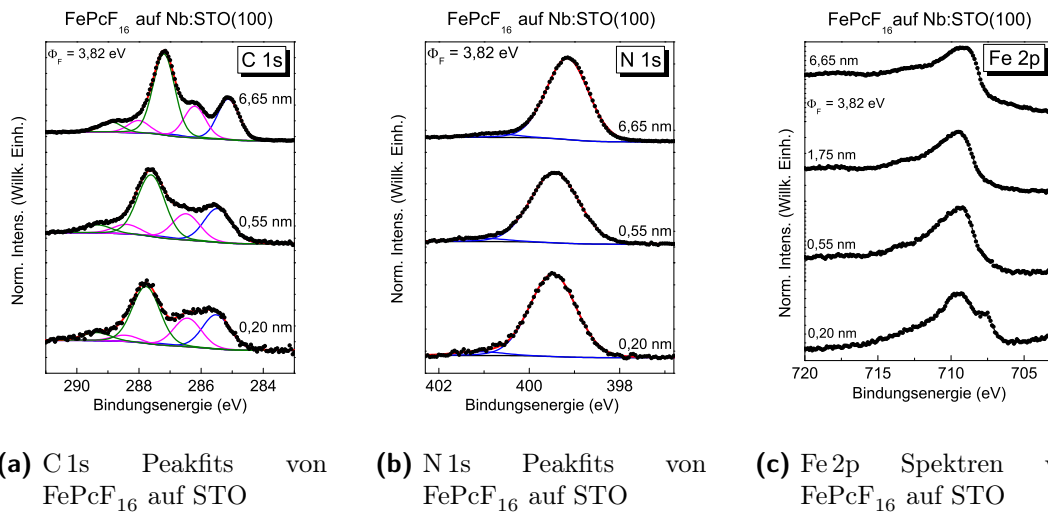 FePcF₁₆ auf Nb:STO(100)
Norm. Intens. (Willk. Einh.)
Φ_F = 3,82 eV
C 1s
6,65 nm
0,55 nm
0,20 nm
290 288 286 284
Bindungsenergie (eV)
FePcF₁₆ auf Nb:STO(100)
Norm. Intens. (Willk. Einh.)
Φ_F = 3,82 eV
N 1s
6,65 nm
0,55 nm
0,20 nm
402 400 398
Bindungsenergie (eV)
FePcF₁₆ auf Nb:STO(100)
Norm. Intens. (Willk. Einh.)
6,65 nm
Fe 2p
Φ_F = 3,82 eV
1,75 nm
0,55 nm
0,20 nm
720 715 710 705
Bindungsenergie (eV)
(a) C 1s Peakfits von
FePcF₁₆ auf STO
(b) N 1s Peakfits von
FePcF₁₆ auf STO
(c) Fe 2p Spektren
FePcF₁₆ auf STO